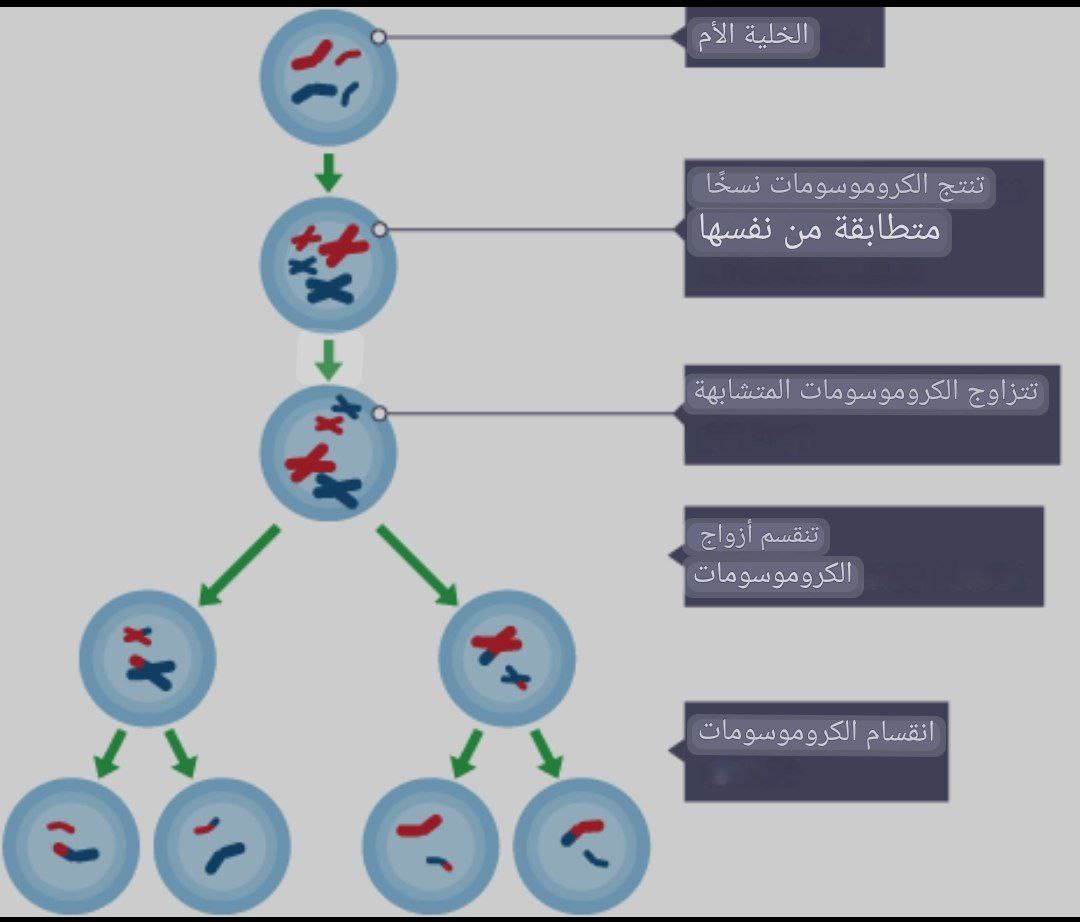 الخلية الأم
تنتج الكروموسومات نسخًا
متطابقة من نفسها
تتزاوج الكروموسومات المتشابهة
تنقسم أزواج
الكروموسومات
انقسام الكروموسومات